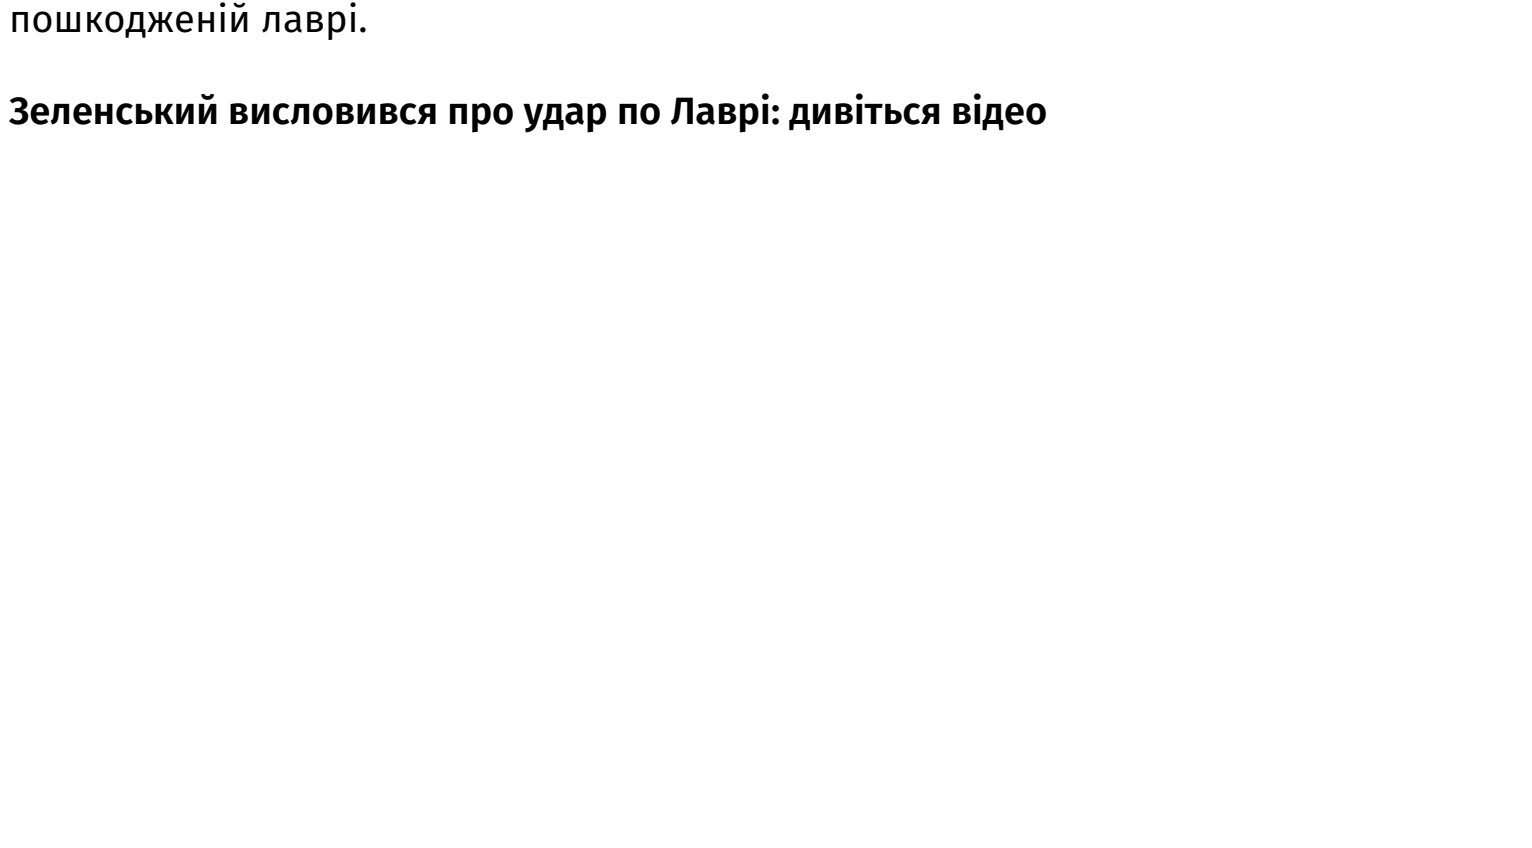 пошкодженій лаврі.
Зеленський висловився про удар по Лаврі: дивіться відео